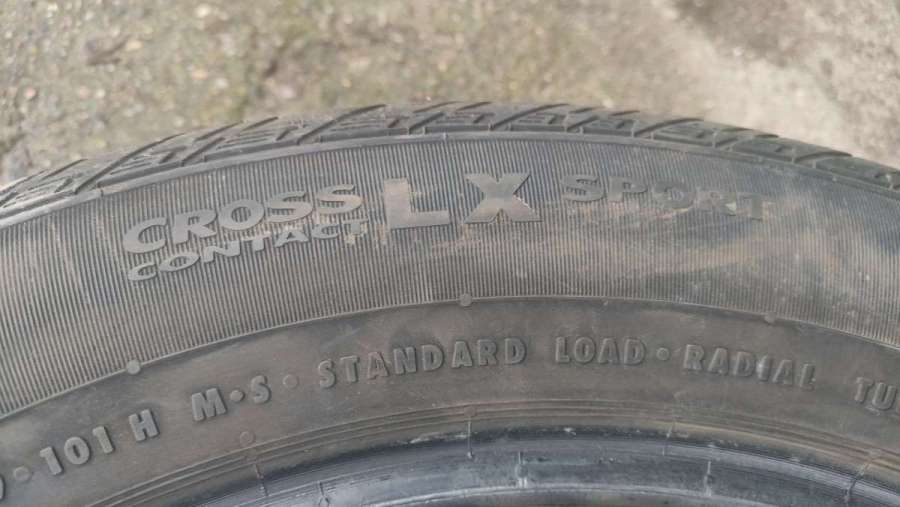 CROSS
CONTACT LX SPORT
101 H M·S · STANDARD LOAD · RADIAL